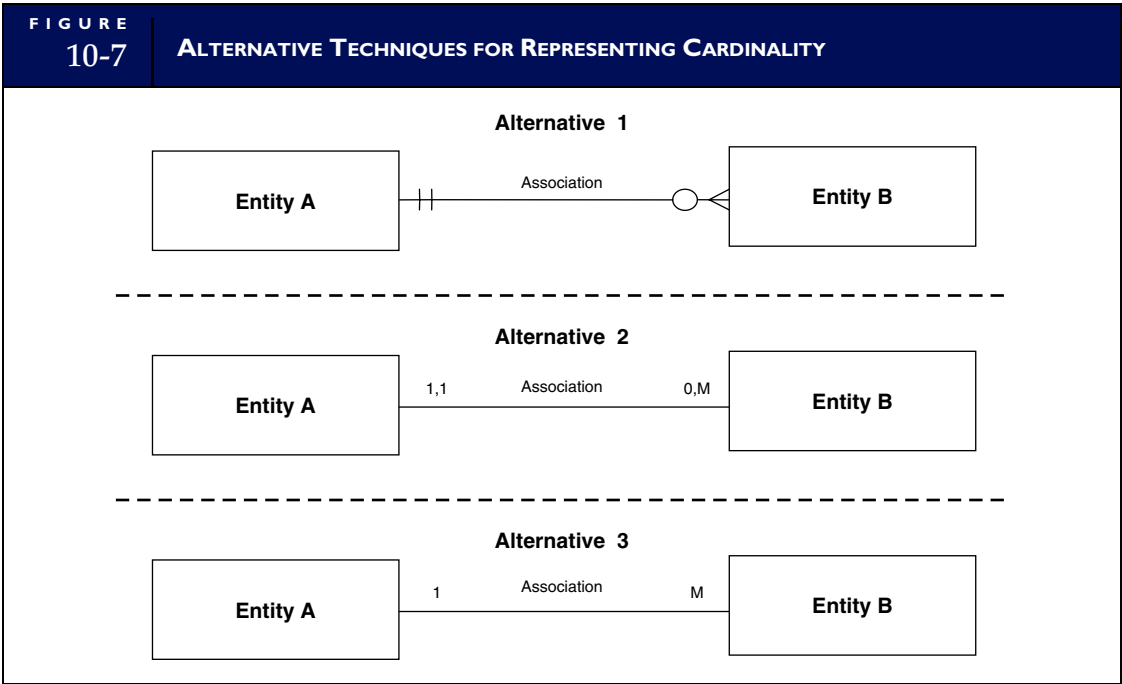 FIGURE
10-7
ALTERNATIVE TECHNIQUES FOR REPRESENTING CARDINALITY
Alternative 1
Entity A
Association
Entity B
Alternative 2
Entity A
1,1
Association
0,M
Entity B
Alternative 3
Entity A
1
Association
M
Entity B